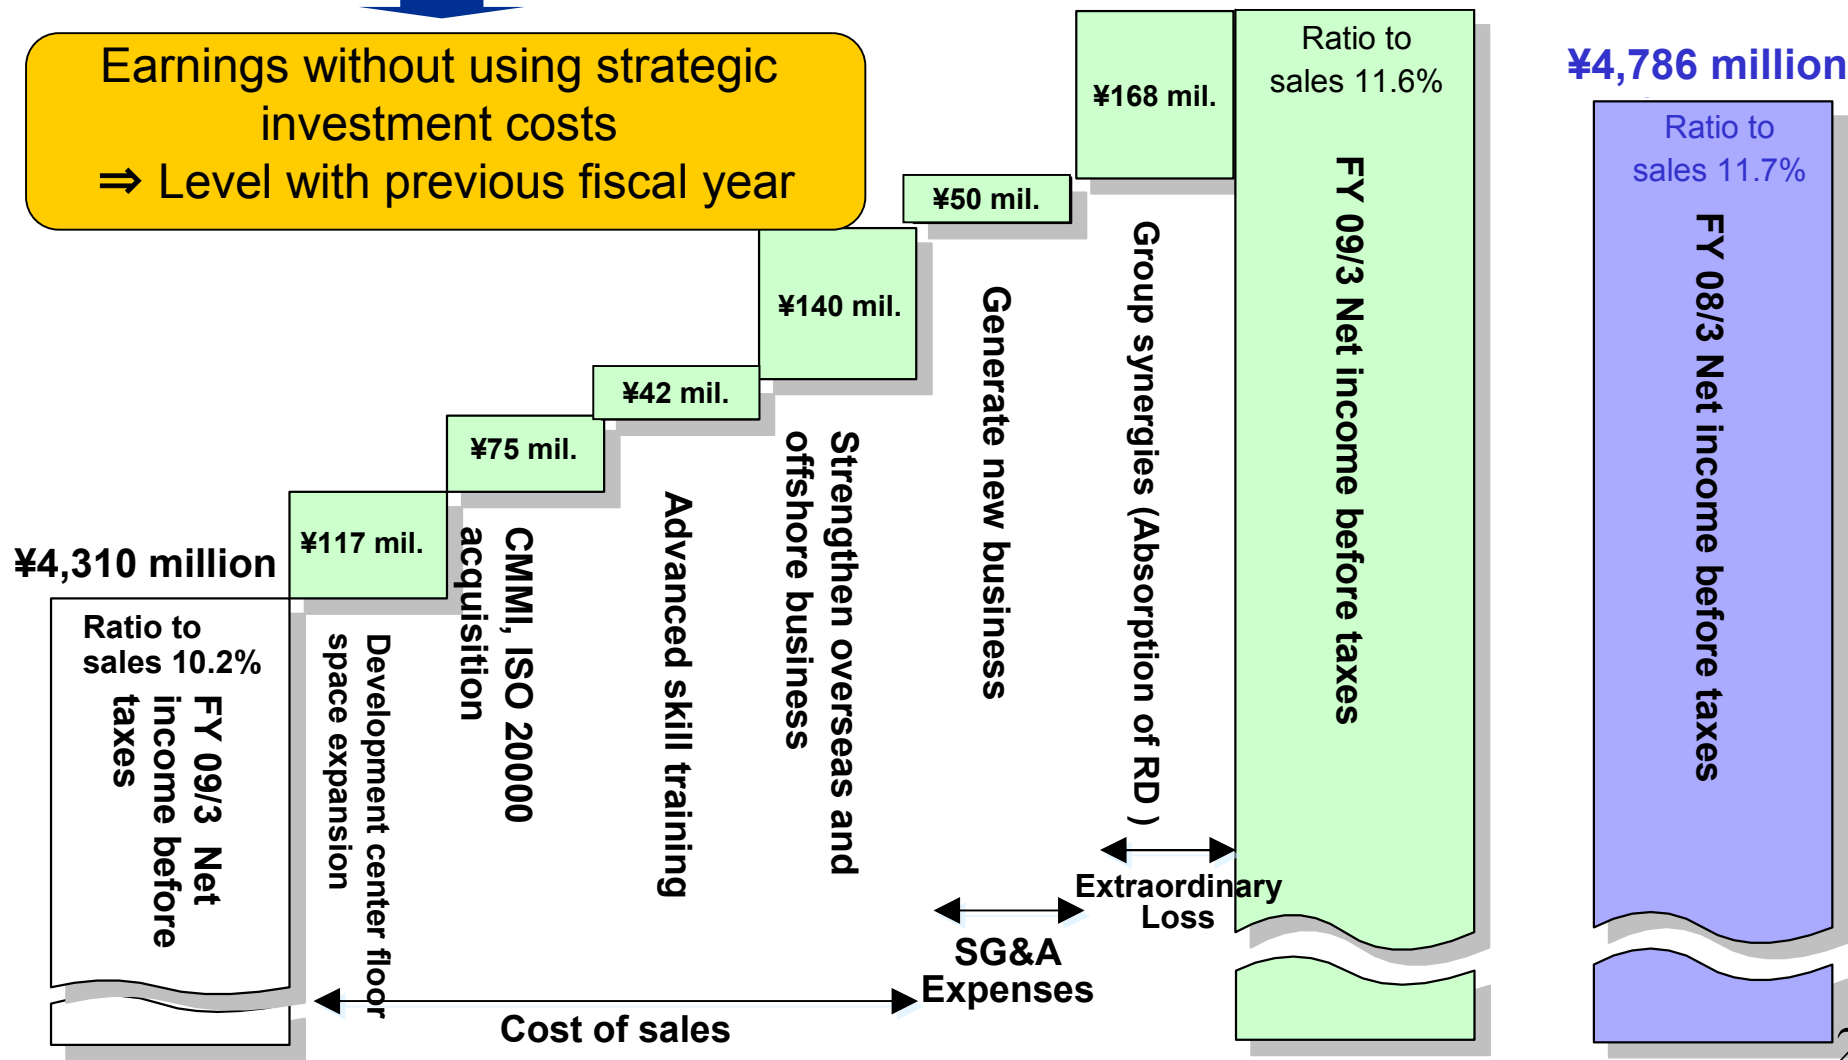 Earnings without using strategic
investment costs
⇒ Level with previous fiscal year
¥4,310 million
Ratio to
sales 10.2%
FY 09/3 Net
income before
taxes
¥117 mil.
Development center floor
space expansion
¥75 mil.
CMMI, ISO 20000
acquisition
¥42 mil.
Advanced skill training
¥140 mil.
Strengthen overseas and
offshore business
¥50 mil.
Generate new business
¥168 mil.
Group synergies (Absorption of RD )
Ratio to
sales 11.6%
FY 09/3 Net income before taxes
¥4,786 million
Ratio to
sales 11.7%
FY 08/3 Net income before taxes
Cost of sales
SG&A
Expenses
Extraordinary
Loss